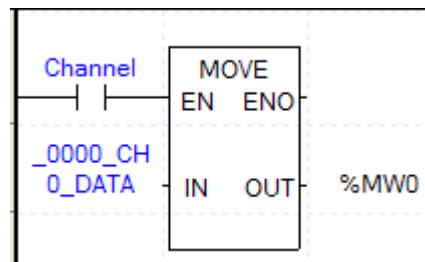 Channel
MOVE
EN ENO
_0000_CH
0_DATA
IN OUT
%MW0